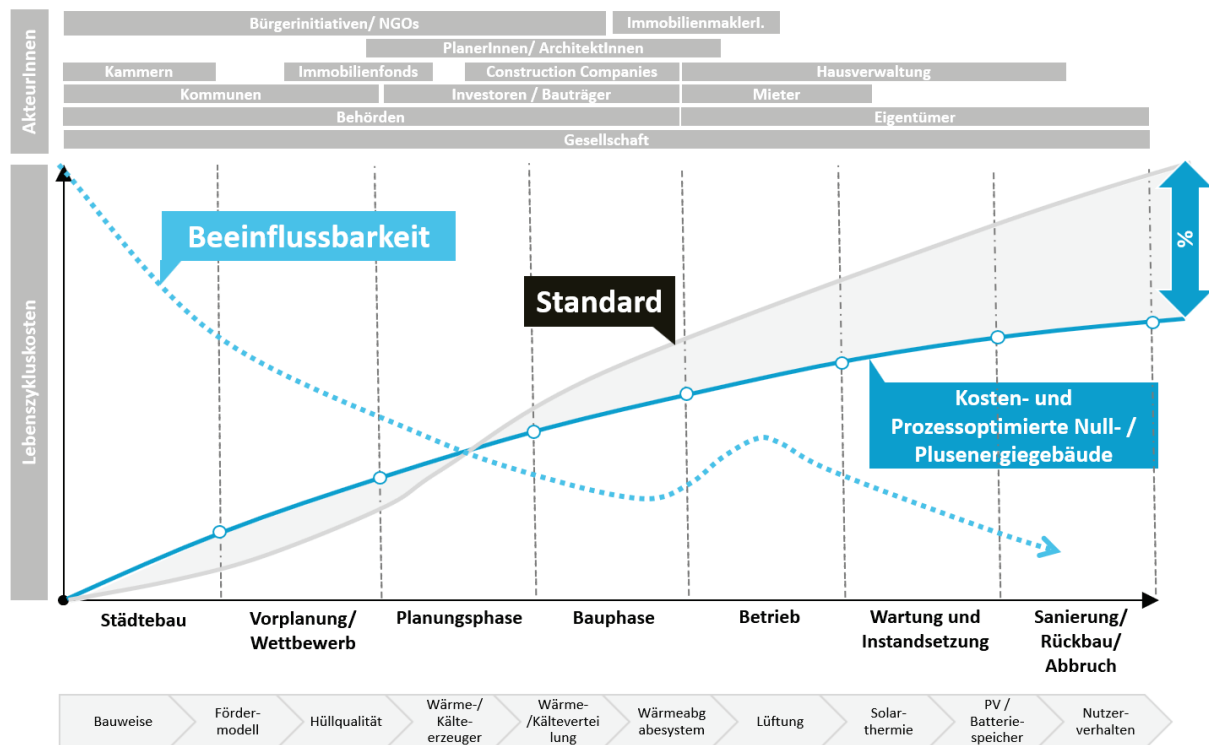 AkteurInnen
Bürgerinitiativen/ NGOs
ImmobilienmaklerI.
PlanerInnen/ ArchitektInnen
Kammern
Immobilienfonds
Construction Companies
Hausverwaltung
Kommunen
Investoren / Bauträger
Mieter
Behörden
Eigentümer
Gesellschaft
Lebenszykluskosten
Beeinflussbarkeit
Standard
%
Kosten- und
Prozessoptimierte Null- /
Plusenergiegebäude
Städtebau
Vorplanung/
Wettbewerb
Planungsphase
Bauphase
Betrieb
Wartung und
Instandsetzung
Sanierung/
Rückbau/
Abbruch
Bauweise
Förder-
modell
Hüllqualität
Wärme-/
Kälte-
erzeuger
Wärme-
/Kältevertei
lung
Wärmeabg
abesystem
Lüftung
Solar-
thermie
PV /
Batterie-
speicher
Nutzer-
verhalten